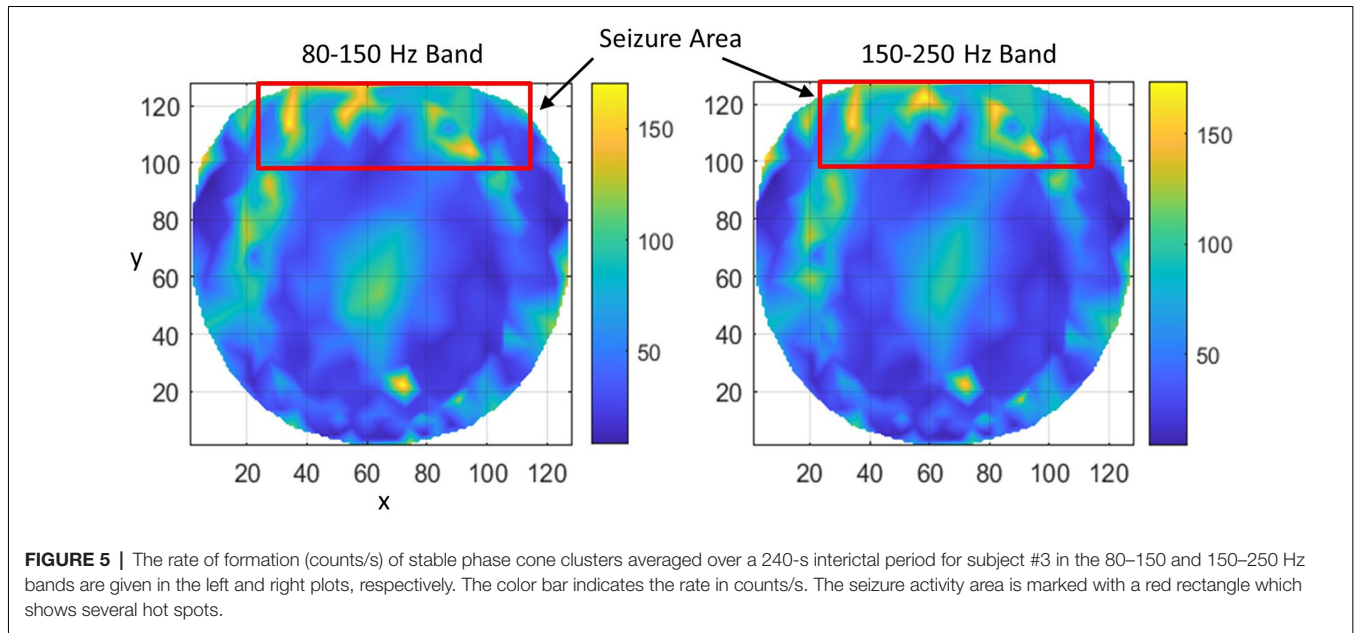 Seizure Area
80-150 Hz Band
150-250 Hz Band
120
100
80
60
40
20
y
20 40 60 80 100 120
x
150
100
50
120
100
80
60
40
20
20 40 60 80 100 120
150
100
50
FIGURE 5 | The rate of formation (counts/s) of stable phase cone clusters averaged over a 240-s interictal period for subject #3 in the 80–150 and 150–250 Hz
bands are given in the left and right plots, respectively. The color bar indicates the rate in counts/s. The seizure activity area is marked with a red rectangle which
shows several hot spots.